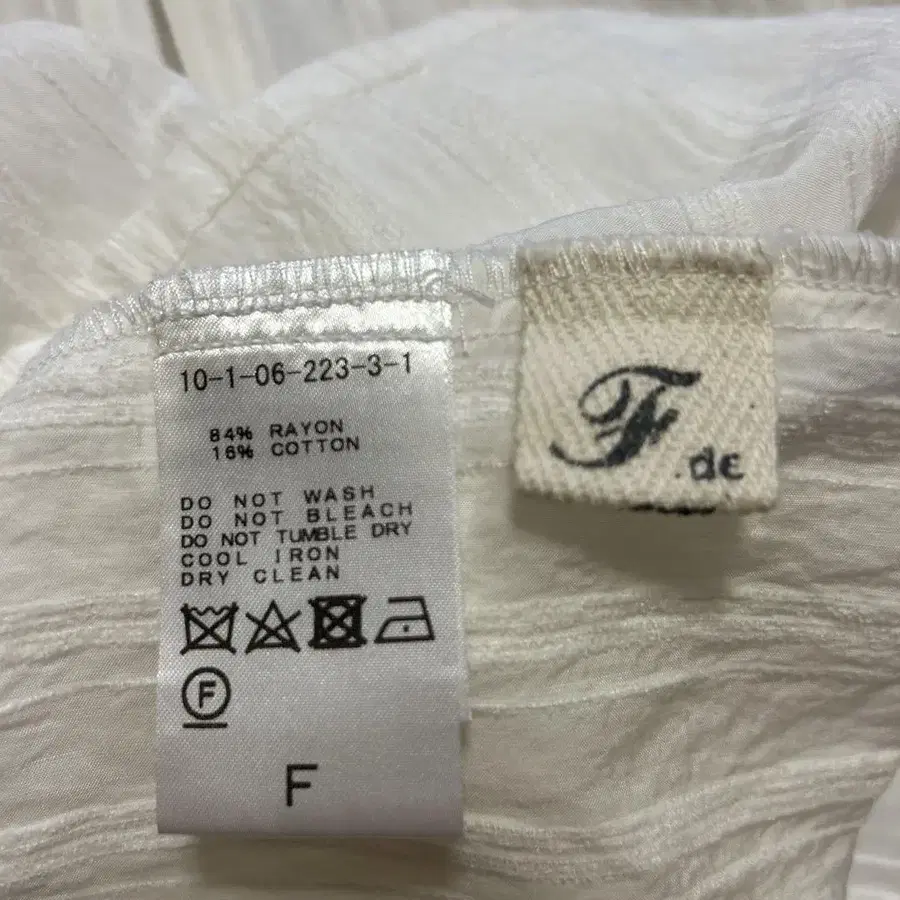 10-1-06-223-3-1
84% RAYON
16% COTTON
DO NOT WASH
DO NOT BLEACH
DO NOT TUMBLE DRY
COOL IRON
DRY CLEAN
F
F
F
.de